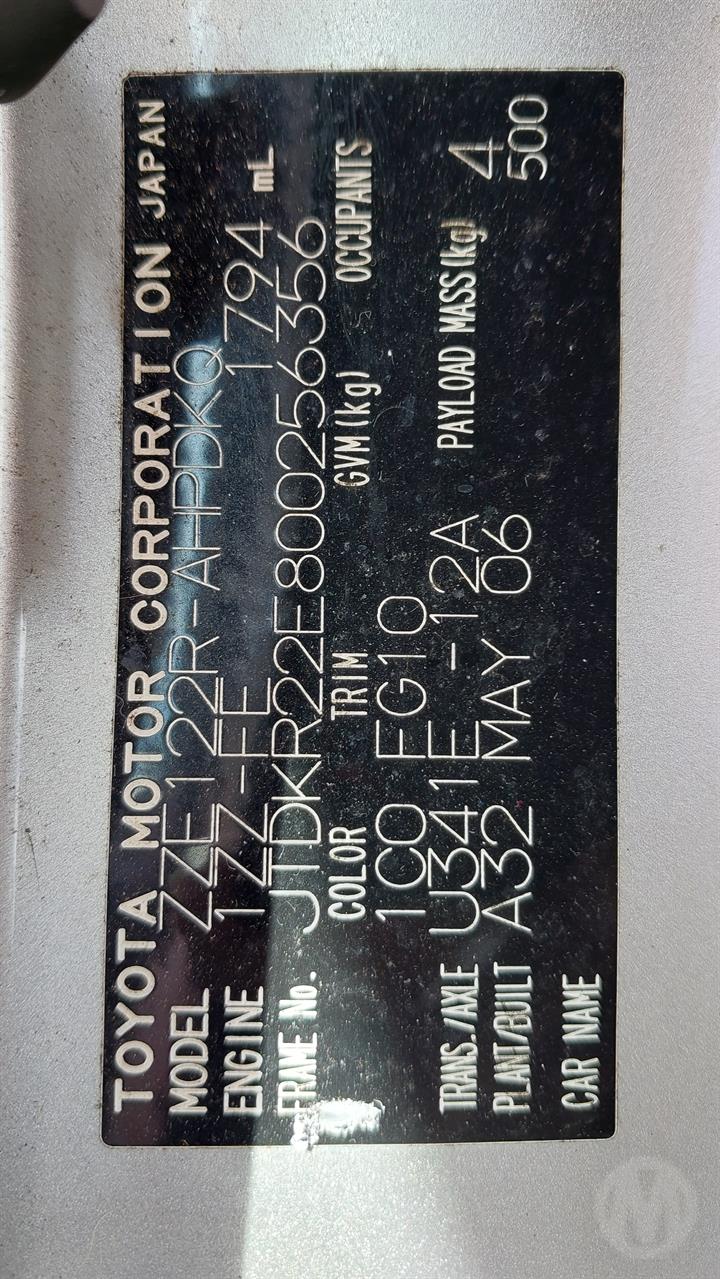 TOYOTA MOTOR CORPORATION JAPAN
MODEL ZZE122R-AHPDKQ
ENGINE 1ZZ-FE 1794 mL
FRAME No. JTDKR22E800256356
COLOR TRIM GVM(kg) OCCUPANTS
1C0 FG10
TRANS./AXLE U341E -12A PAYLOAD MASS(kg) 4
PLANT/BUILT A32 MAY 06 500
CAR NAME